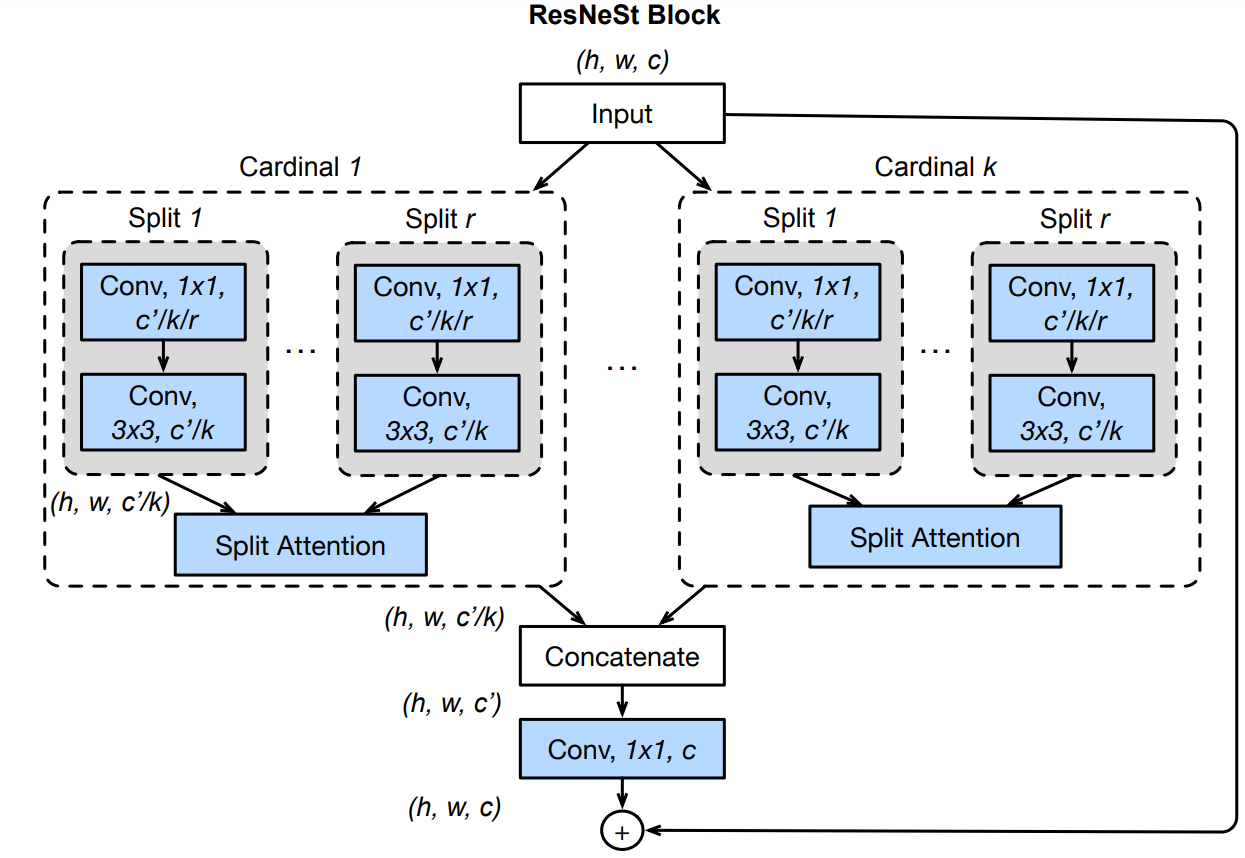 ResNeSt Block
(h, w, c)
Input
Cardinal 1
Cardinal k
Split 1
Split r
Split 1
Split r
Conv, 1x1,
c’/k/r
Conv, 1x1,
c’/k/r
Conv, 1x1,
c’/k/r
Conv, 1x1,
c’/k/r
...
...
...
Conv,
3x3, c’/k
Conv,
3x3, c’/k
Conv,
3x3, c’/k
Conv,
3x3, c’/k
(h, w, c’/k)
Split Attention
Split Attention
(h, w, c’/k)
Concatenate
(h, w, c’)
Conv, 1x1, c
(h, w, c)
+